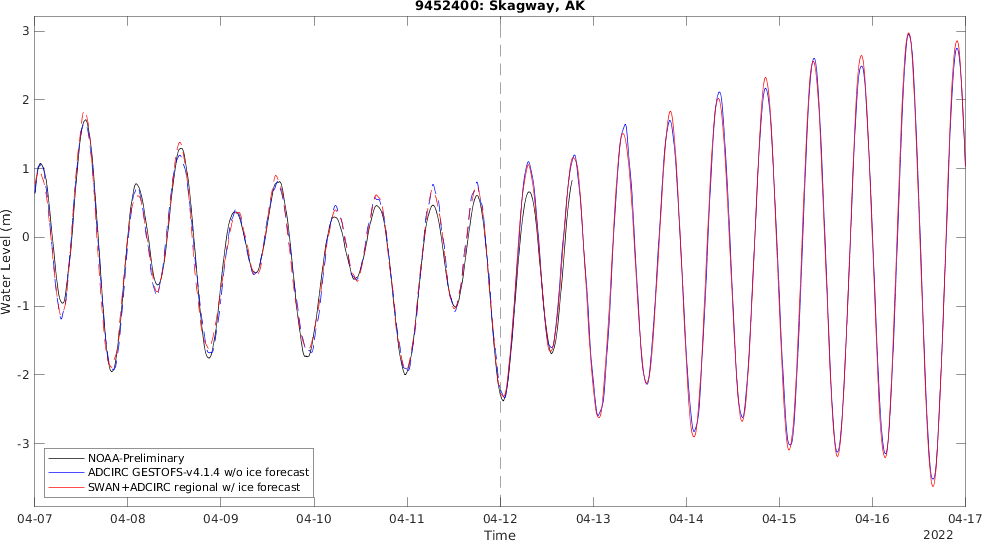 9452400: Skagway, AK
Water Level (m)
3
2
1
0
-1
-2
-3
NOAA-Preliminary
ADCIRC GESTOFS-v4.1.4 w/o ice forecast
SWAN+ADCIRC regional w/ ice forecast
04-07 04-08 04-09 04-10 04-11 04-12 04-13 04-14 04-15 04-16 04-17
Time
2022